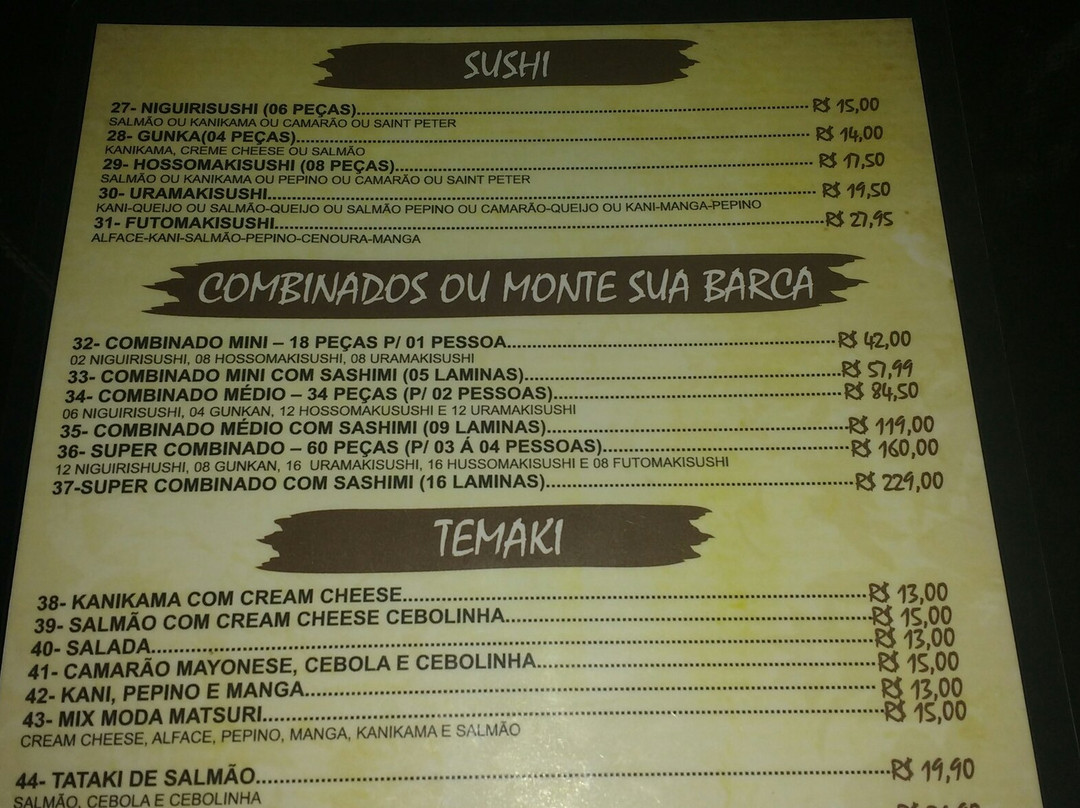 SUSHI
27- NIGUIRISUSHI (06 PEÇAS)........ R$ 15,00
SALMÃO OU KANIKAMA OU CAMARÃO OU SAINT PETER
28- GUNKA(04 PEÇAS)........ R$ 14,00
KANIKAMA, CREME CHEESE OU SALMÃO
29- HOSSOMAKISUSHI (08 PEÇAS)........ R$ 17,50
SALMÃO OU KANIKAMA OU PEPINO OU CAMARÃO OU SAINT PETER
30- URAMAKISUSHI........ R$ 19,50
KANI-QUEIJO OU SALMÃO-QUEIJO OU SALMÃO PEPINO OU CAMARÃO-QUEIJO OU KANI-MANGA-PEPINO
31- FUTOMAKISUSHI........ R$ 27,95
ALFACE-KANI-SALMÃO-PEPINO-CENOURA-MANGA
COMBINADOS OU MONTE SUA BARCA
32- COMBINADO MINI – 18 PEÇAS P/ 01 PESSOA........ R$ 42,00
02 NIGUIRISUSHI, 08 HOSSOMAKISUSHI, 08 URAMAKISUSHI
33- COMBINADO MINI COM SASHIMI (05 LAMINAS)........ R$ 57,99
34- COMBINADO MÉDIO – 34 PEÇAS (P/ 02 PESSOAS)........ R$ 84,50
06 NIGUIRISUSHI, 04 GUNKAN, 12 HOSSOMAKUSUSHI E 12 URAMAKISUSHI
35- COMBINADO MÉDIO COM SASHIMI (09 LAMINAS)........ R$ 119,00
36- SUPER COMBINADO – 60 PEÇAS (P/ 03 Á 04 PESSOAS)........ R$ 160,00
12 NIGUIRISHUSHI, 08 GUNKAN, 16 URAMAKISUSHI, 16 HUSSOMAKISUSHI E 08 FUTOMAKISUSHI
37-SUPER COMBINADO COM SASHIMI (16 LAMINAS)........ R$ 229,00
TEMAKI
38- KANIKAMA COM CREAM CHEESE........ R$ 13,00
39- SALMÃO COM CREAM CHEESE CEBOLINHA........ R$ 15,00
40- SALADA........ R$ 13,00
41- CAMARÃO MAYONESE, CEBOLA E CEBOLINHA........ R$ 15,00
42- KANI, PEPINO E MANGA........ R$ 13,00
43- MIX MODA MATSURI........ R$ 15,00
CREAM CHEESE, ALFACE, PEPINO, MANGA, KANIKAMA E SALMÃO
44- TATAKI DE SALMÃO........ R$ 19,90
SALMÃO, CEBOLA E CEBOLINHA